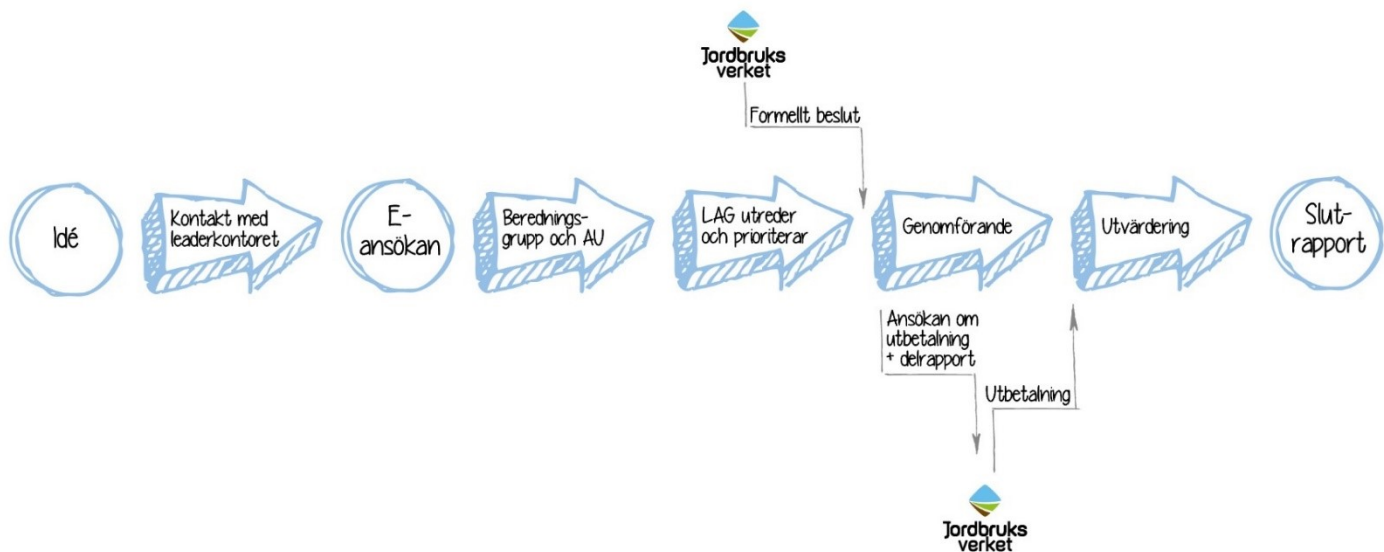 Jordbruks
verket
Formellt beslut
Idé
Kontakt med
leaderkontoret
E-
ansökan
Berednings-
grupp och AU
LAG utreder
och prioriterar
Genomförande
Utvärdering
Slut-
rapport
Ansökan om
utbetalning
+ delrapport
Utbetalning
Jordbruks
verket